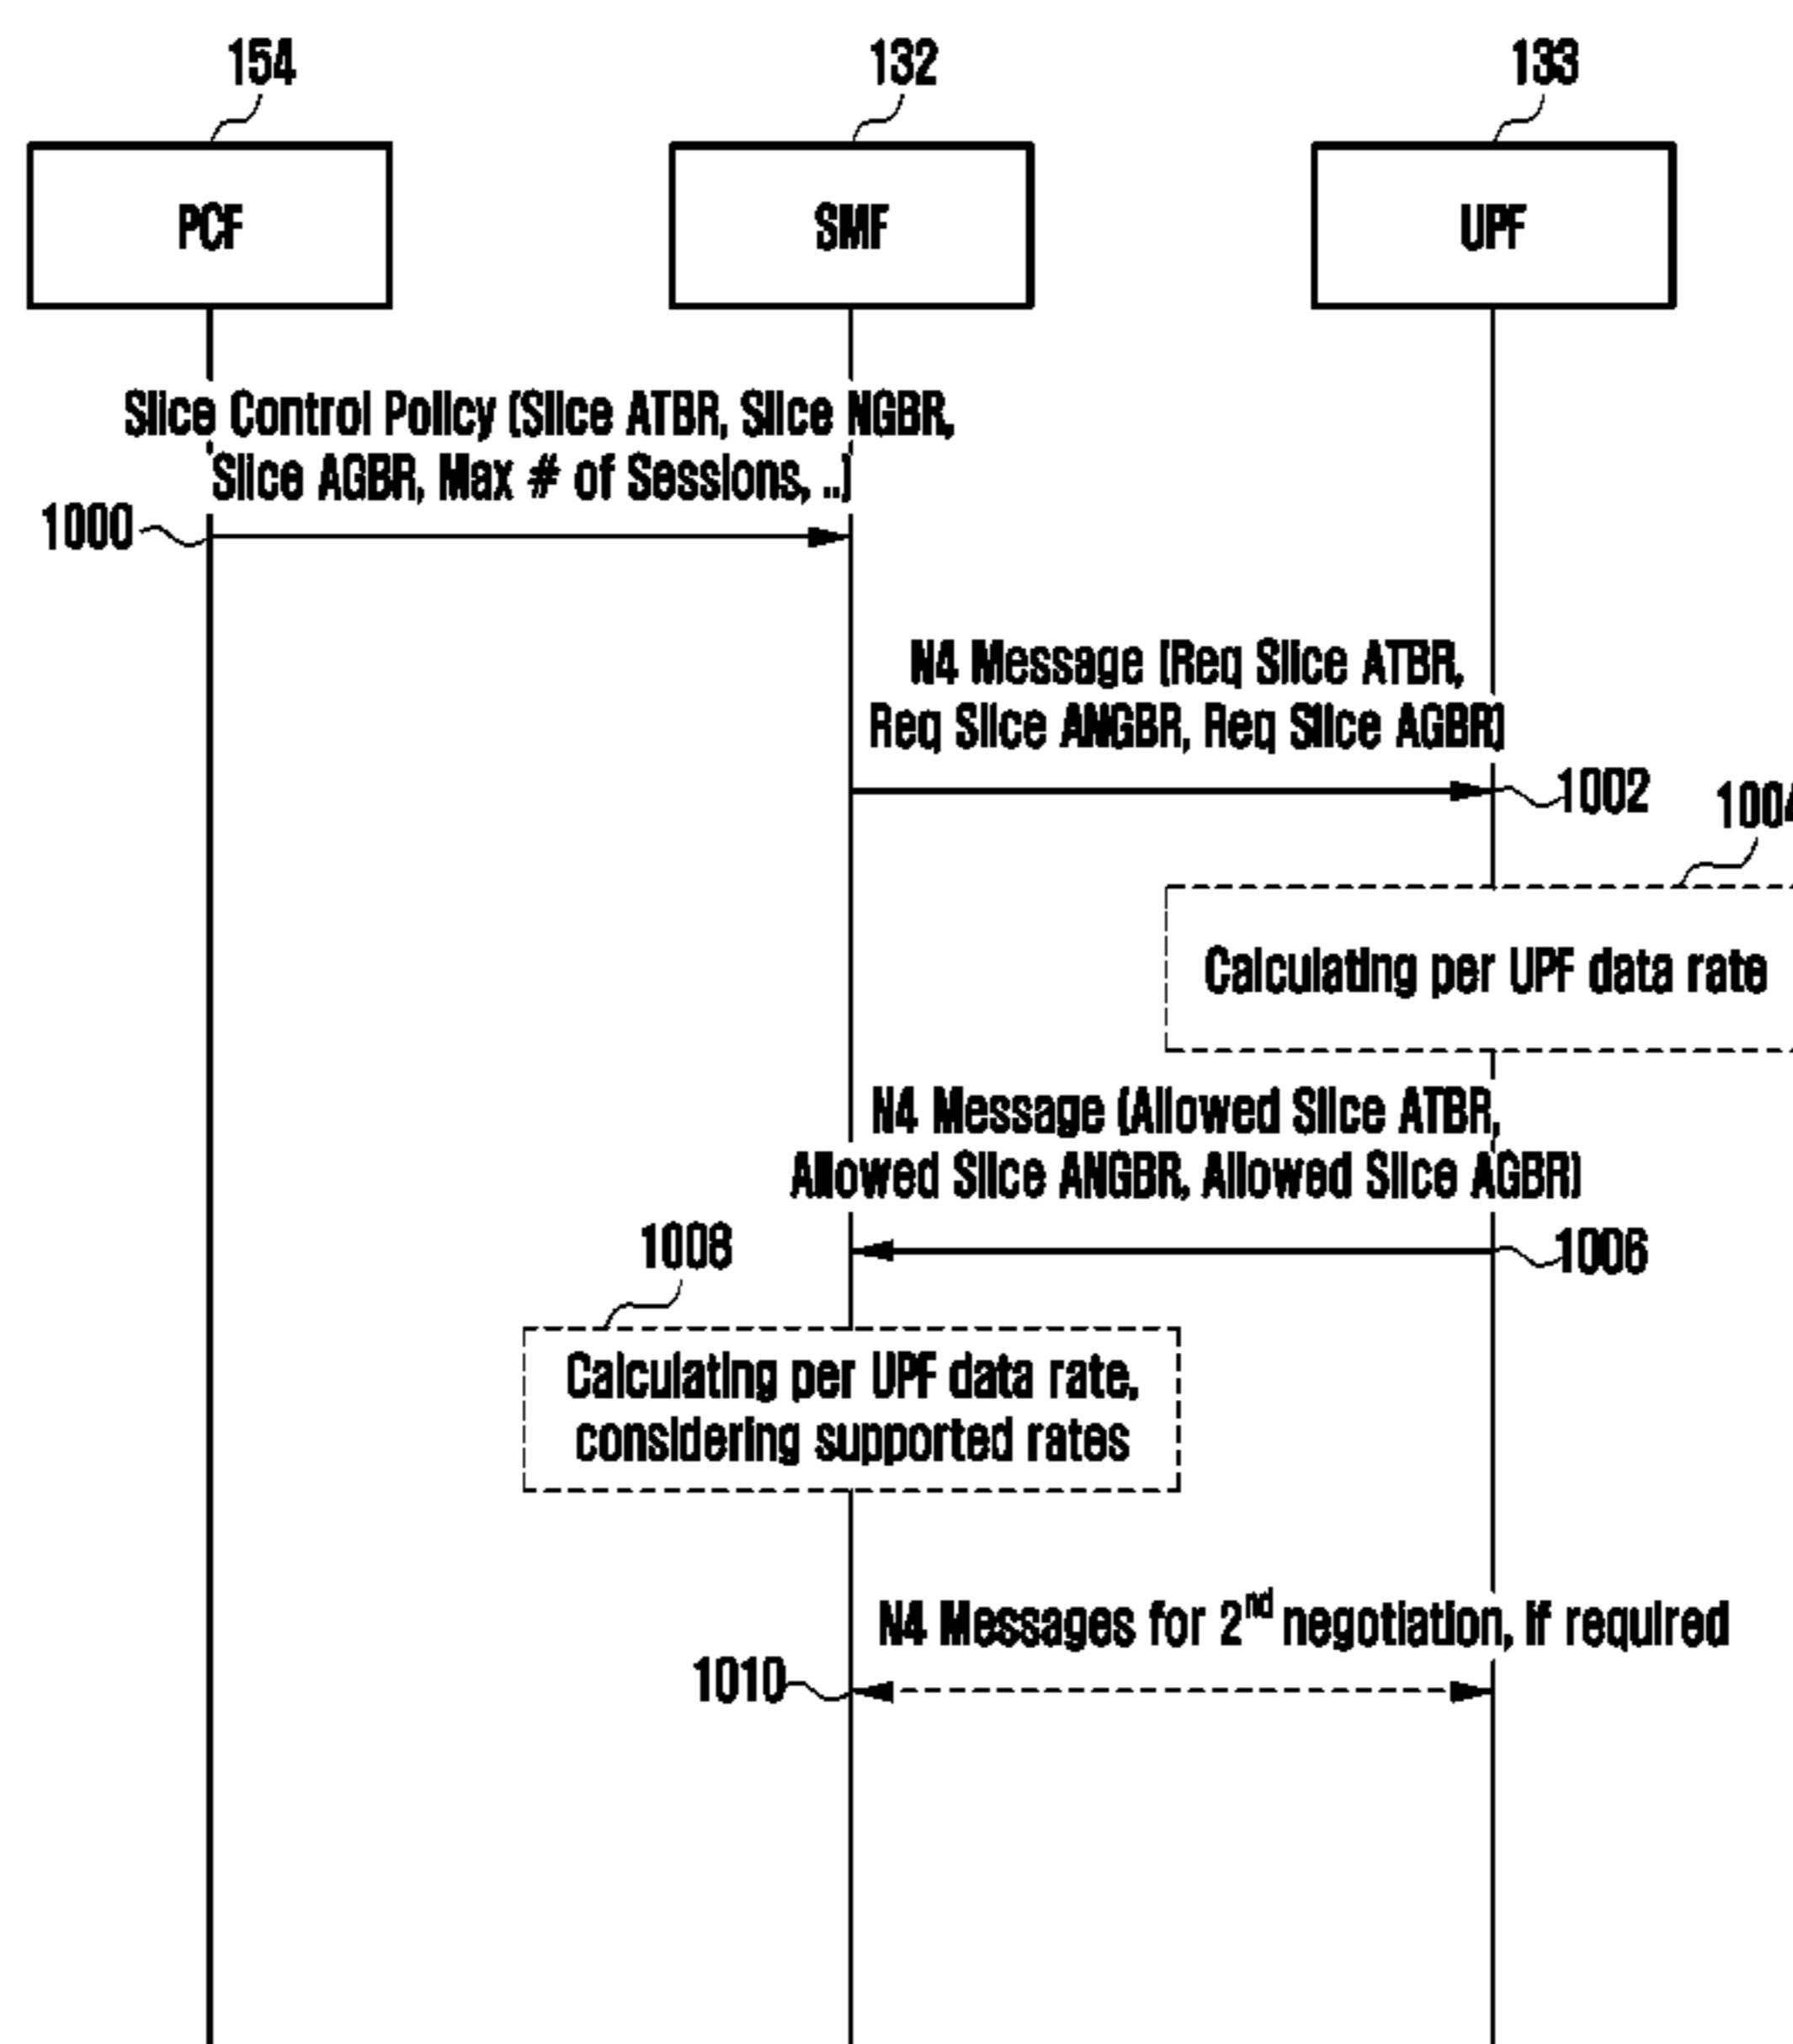 154
132
133
PCF
SMF
UPF
Slice Control Policy (Slice ATBR, Slice NGBR,
Slice AGBR, Max # of Sessions, ..)
1000
N4 Message (Req Slice ATBR,
Req Slice ANGBR, Req Slice AGBR)
1002
1004
Calculating per UPF data rate
N4 Message (Allowed Slice ATBR,
Allowed Slice ANGBR, Allowed Slice AGBR)
1006
1008
Calculating per UPF data rate,
considering supported rates
N4 Messages for 2nd negotiation, if required
1010